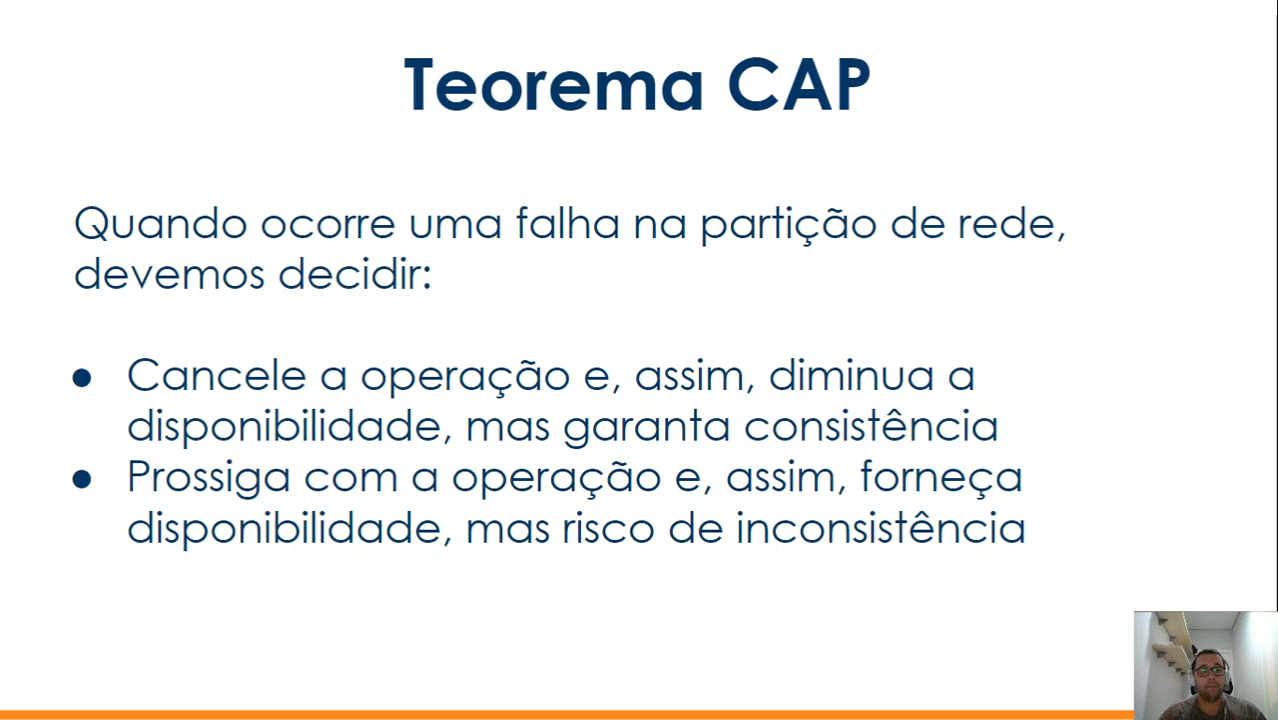 Teorema CAP
Quando ocorre uma falha na partição de rede,
devemos decidir:
● Cancele a operação e, assim, diminua a
disponibilidade, mas garanta consistência
● Prossiga com a operação e, assim, forneça
disponibilidade, mas risco de inconsistência